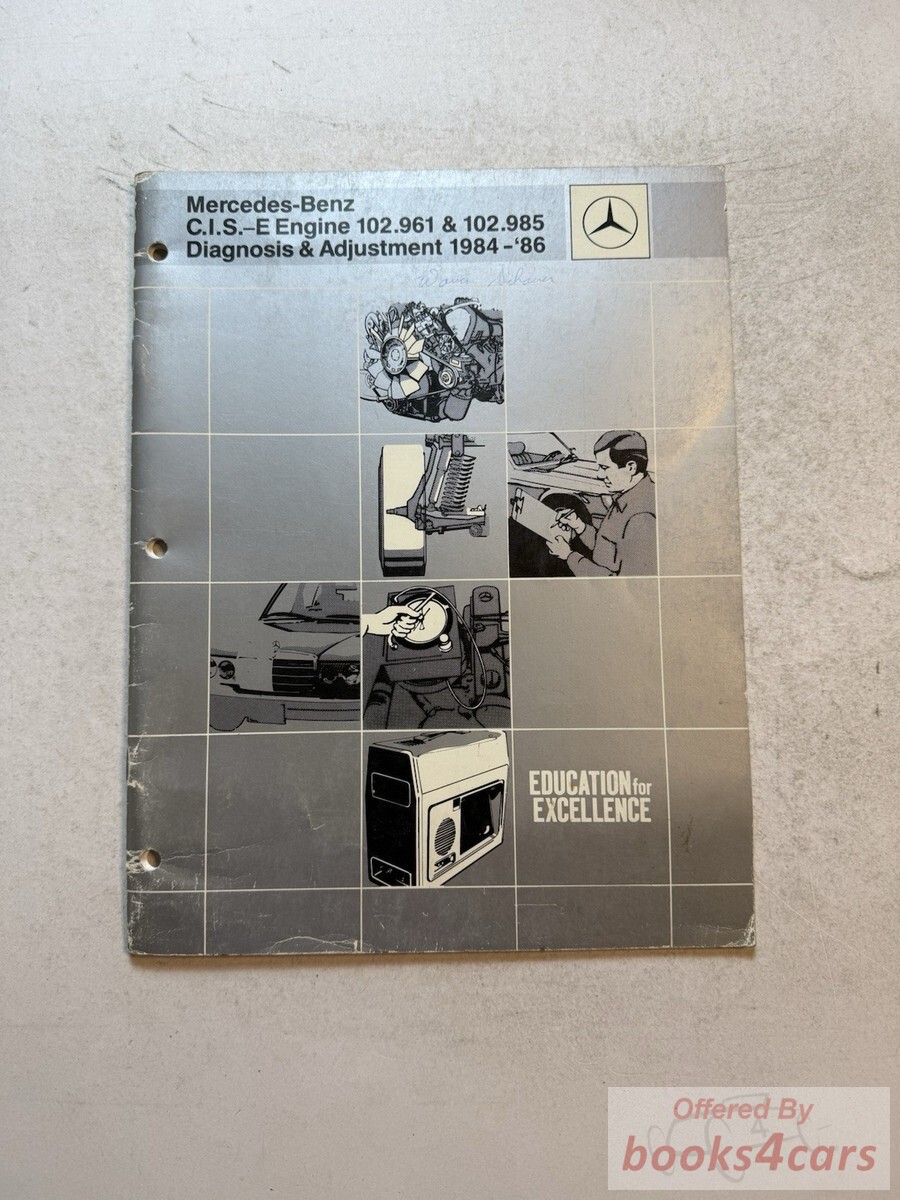 Mercedes-Benz
C.I.S.-E Engine 102.961 & 102.985
Diagnosis & Adjustment 1984-'86
EDUCATION for
EXCELLENCE
Offered By
books4cars